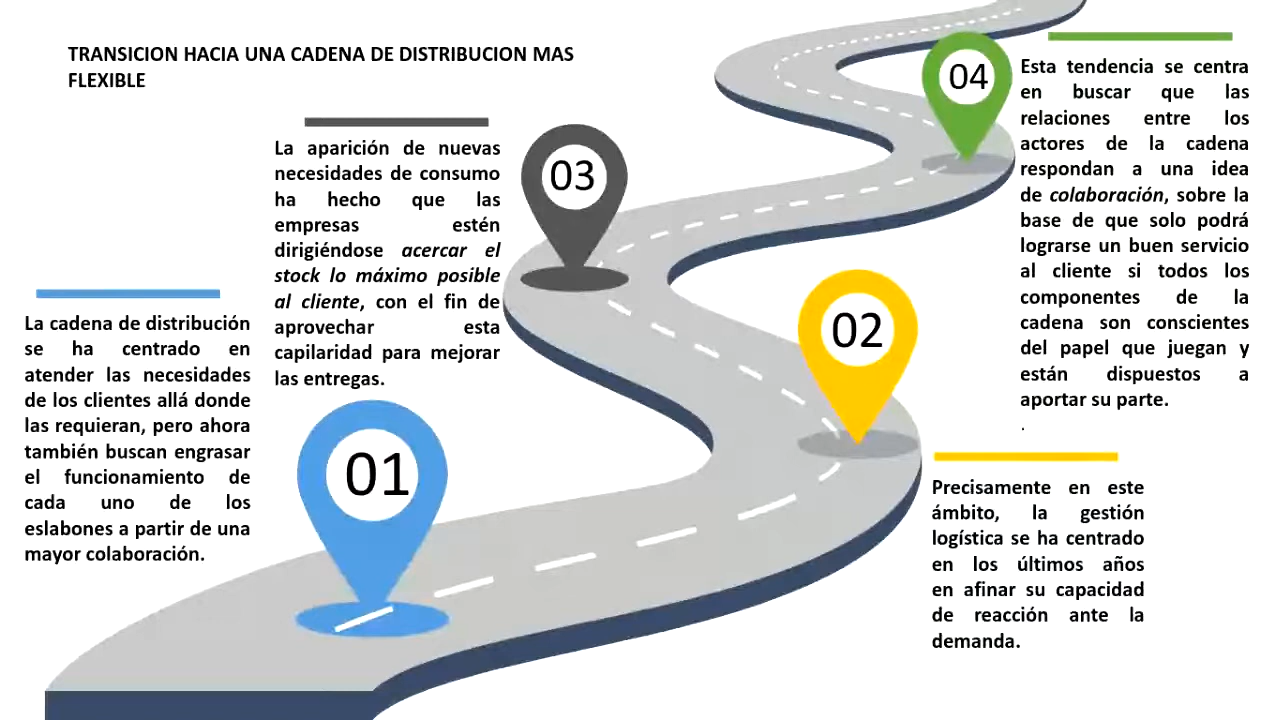 TRANSICION HACIA UNA CADENA DE DISTRIBUCION MAS
FLEXIBLE
01
La cadena de distribución
se ha centrado en
atender las necesidades
de los clientes allá donde
las requieran, pero ahora
también buscan engrasar
el funcionamiento de
cada uno de los
eslabones a partir de una
mayor colaboración.
02
Precisamente en este
ámbito, la gestión
logística se ha centrado
en los últimos años
en afinar su capacidad
de reacción ante la
demanda.
03
La aparición de nuevas
necesidades de consumo
ha hecho que las
empresas estén
dirigiéndose acercar el
stock lo máximo posible
al cliente, con el fin de
aprovechar esta
capilaridad para mejorar
las entregas.
04
Esta tendencia se centra
en buscar que las
relaciones entre los
actores de la cadena
respondan a una idea
de colaboración, sobre la
base de que solo podrá
lograrse un buen servicio
al cliente si todos los
componentes de la
cadena son conscientes
del papel que juegan y
están dispuestos a
aportar su parte.
.